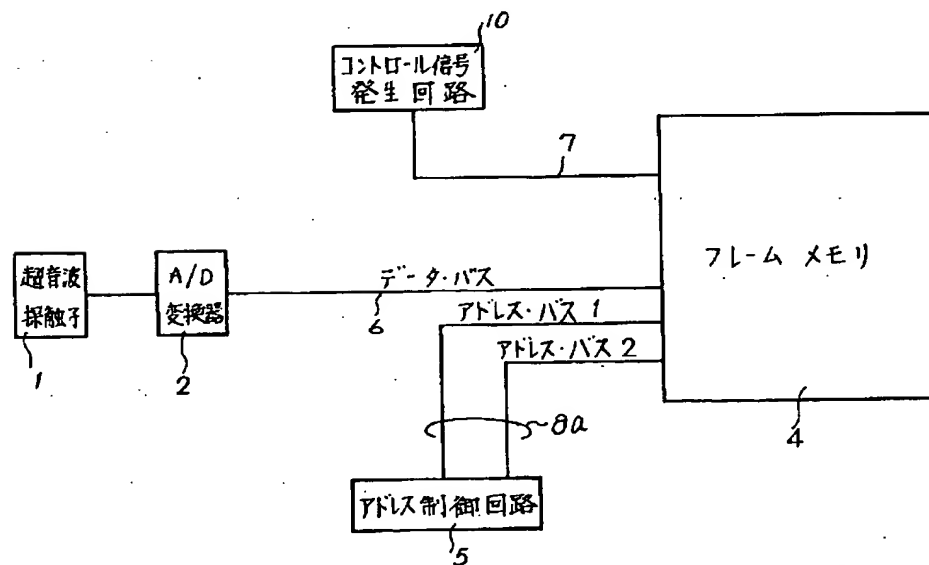 10
コントロール信号
発生回路
7
フレーム メモリ
超音波
探触子
A/D
変換器
データ・バス
6
アドレス・バス 1
アドレス・バス 2
1
2
8a
4
アドレス制御回路
5